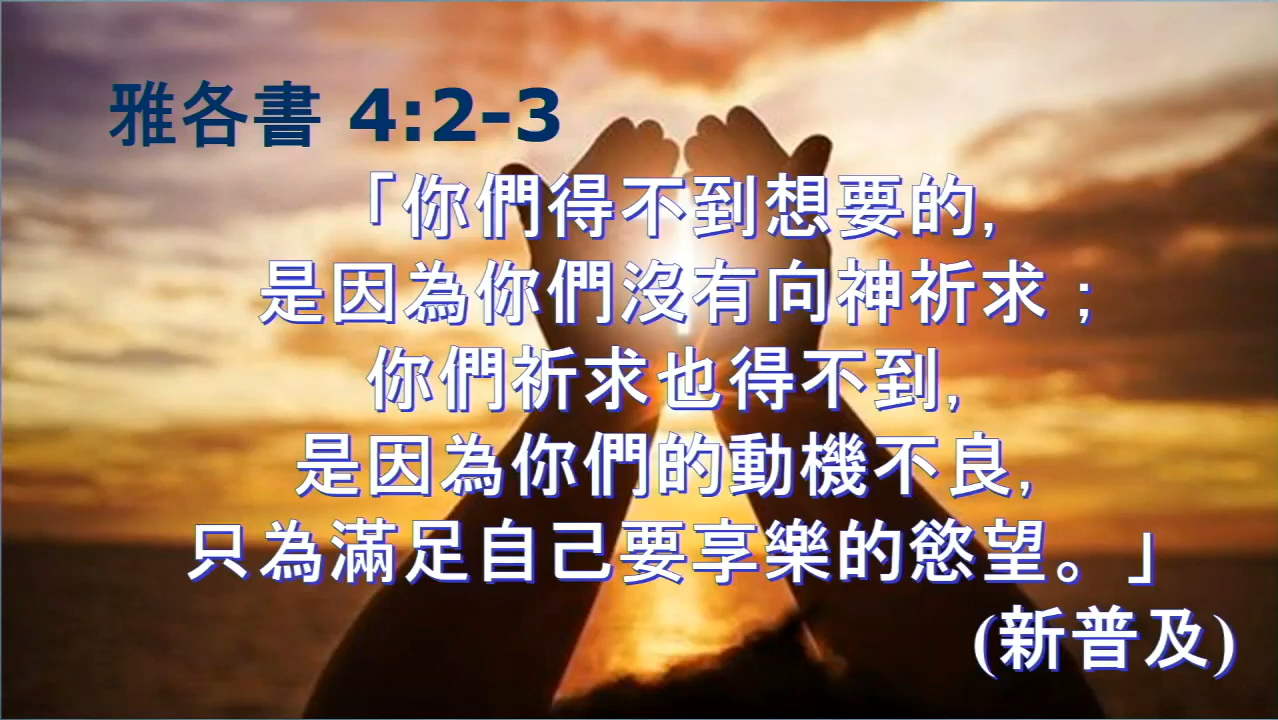 雅各書 4:2-3
「你們得不到想要的,
是因為你們沒有向神祈求；
你們祈求也得不到,
是因為你們的動機不良,
只為滿足自己要享樂的慾望。」
(新普及)